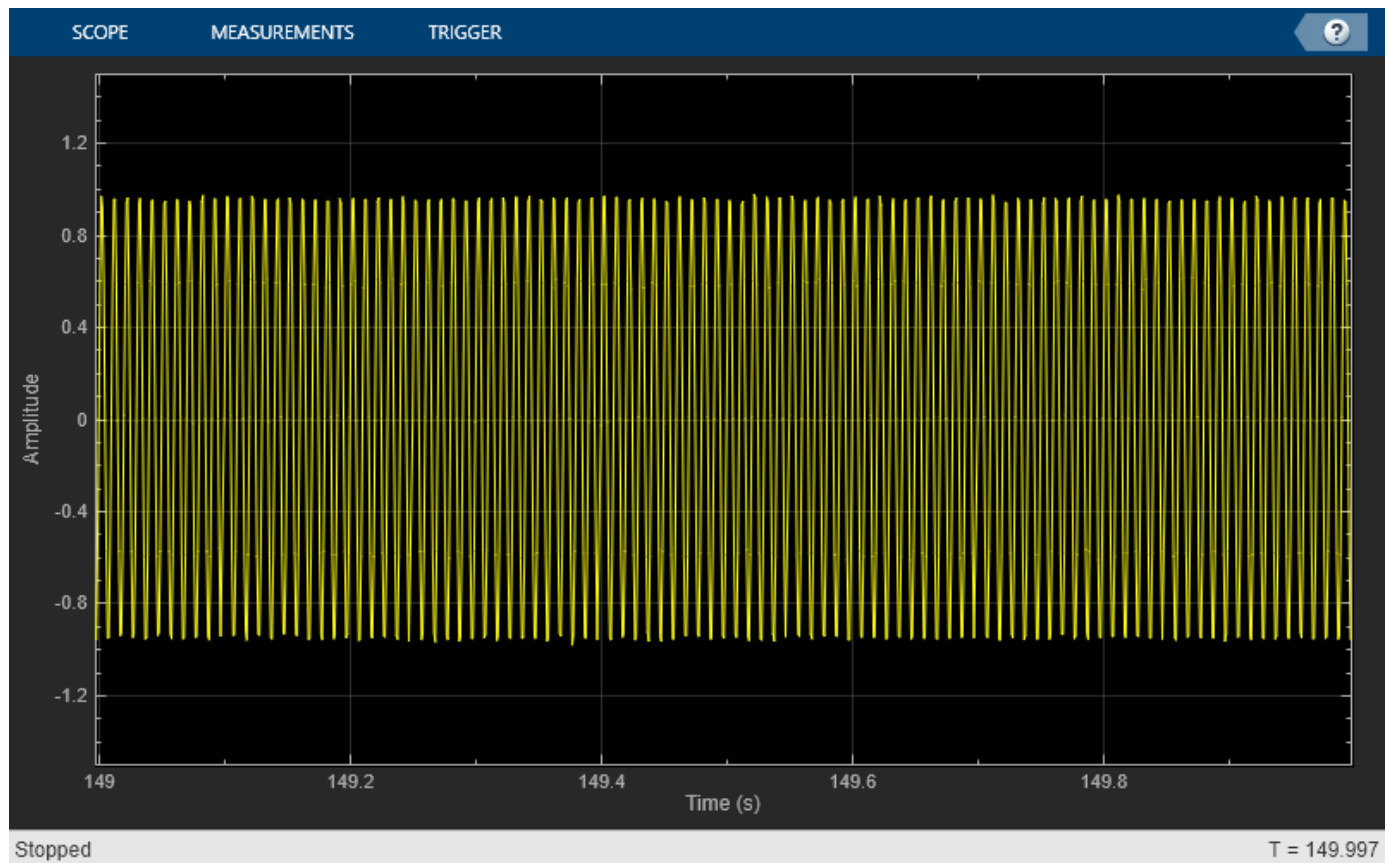 SCOPE MEASUREMENTS TRIGGER ?
1.2
0.8
0.4
0
-0.4
-0.8
-1.2
Amplitude
149 149.2 149.4 149.6 149.8
Time (s)
Stopped T = 149.997